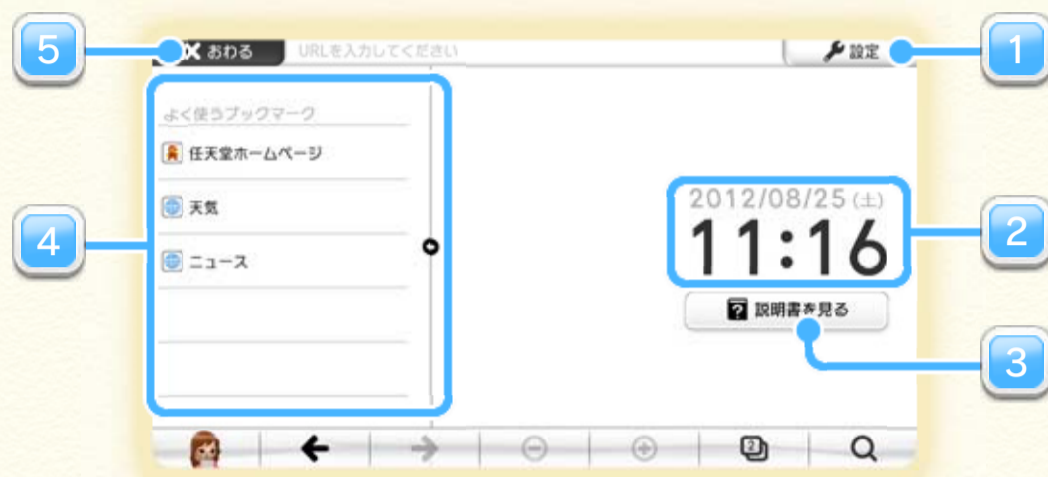 5
おわる
URLを入力してください
設定
1
よく使うブックマーク
任天堂ホームページ
天気
ニュース
4
2012/08/25 (土)
11:16
2
?説明書を見る
3
2